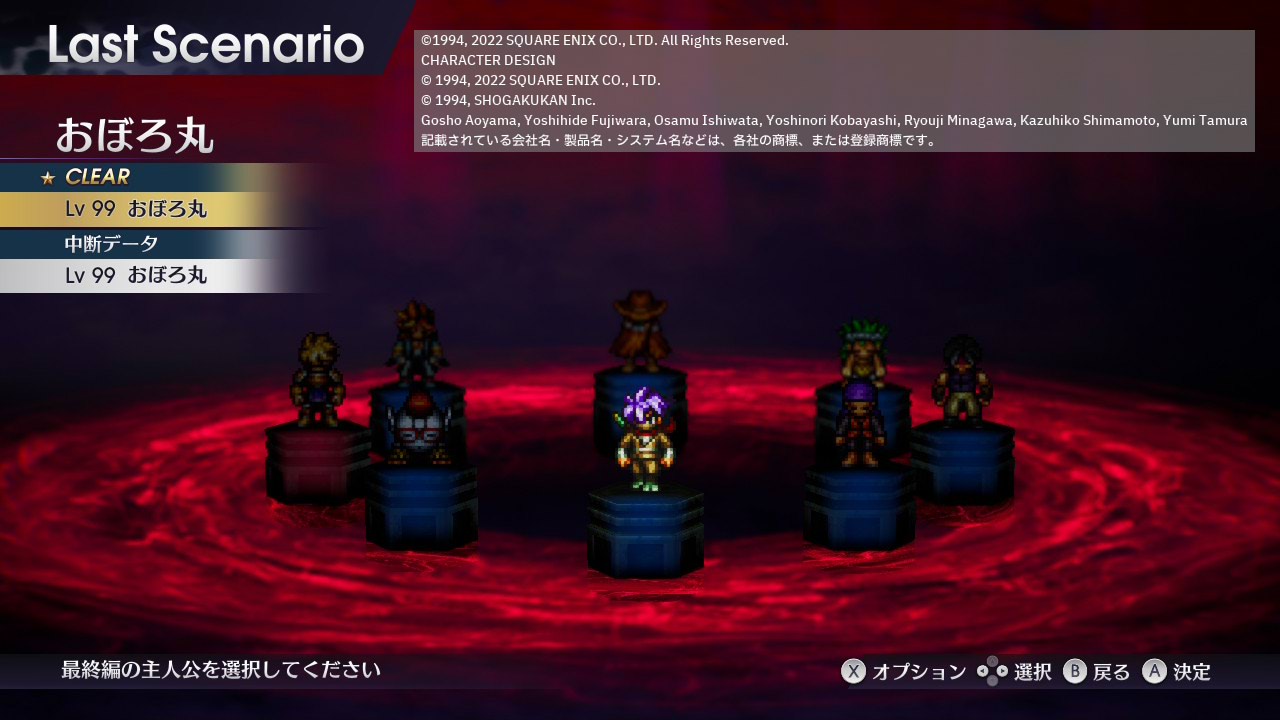 Last Scenario
©1994, 2022 SQUARE ENIX CO., LTD. All Rights Reserved.
CHARACTER DESIGN
© 1994, 2022 SQUARE ENIX CO., LTD.
© 1994, SHOGAKUKAN Inc.
Gosho Aoyama, Yoshihide Fujiwara, Osamu Ishiwata, Yoshinori Kobayashi, Ryouji Minagawa, Kazuhiko Shimamoto, Yumi Tamura
記載されている会社名・製品名・システム名などは、各社の商標、または登録商標です。
おぼろ丸
★ CLEAR
Lv 99 おぼろ丸
中断データ
Lv 99 おぼろ丸
最終編の主人公を選択してください
X オプション 選択 B 戻る A 決定